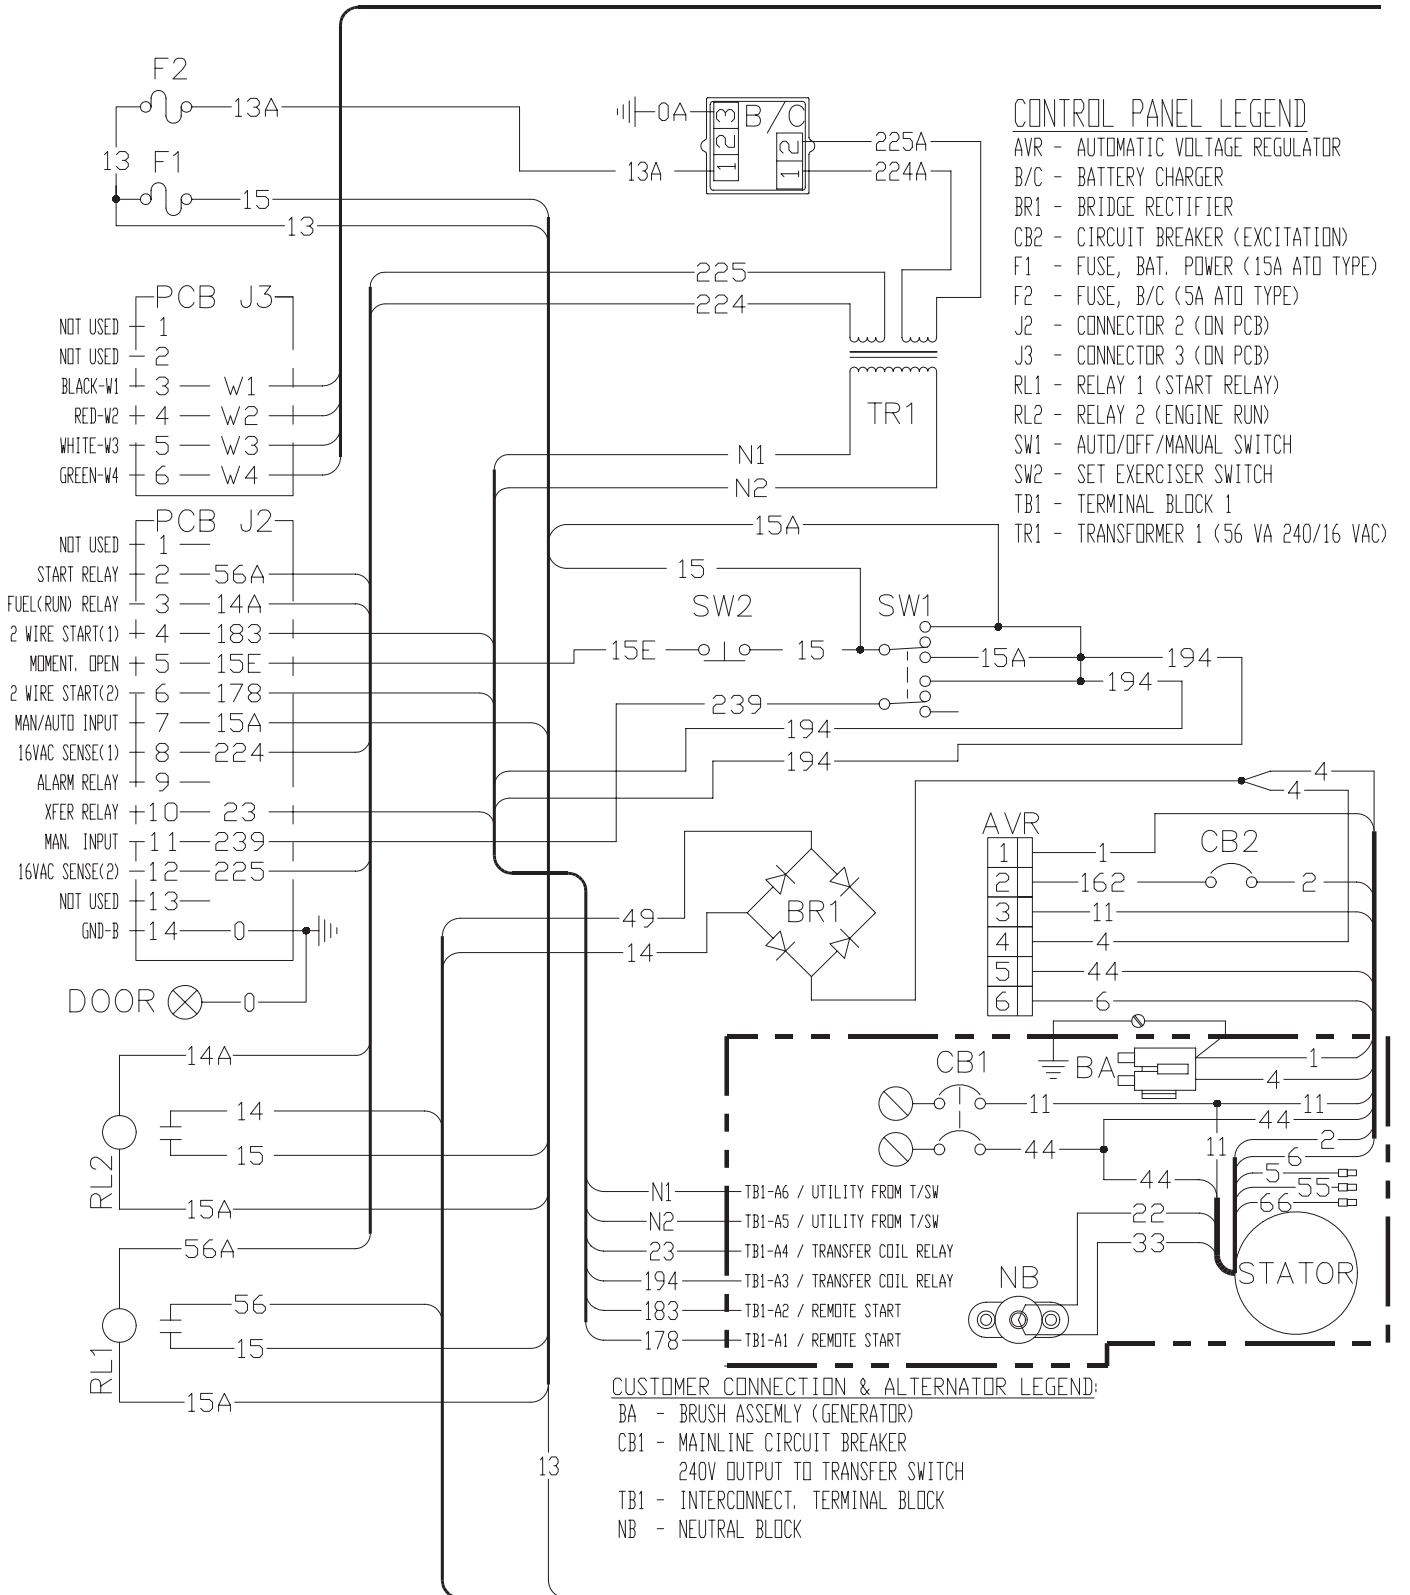 F2
13A
0A
3
B/C
2
2
225A
13
F1
13A
1
1
224A
15
13
CONTROL PANEL LEGEND
AVR - AUTOMATIC VOLTAGE REGULATOR
B/C - BATTERY CHARGER
BR1 - BRIDGE RECTIFIER
CB2 - CIRCUIT BREAKER (EXCITATION)
F1 - FUSE, BAT. POWER (15A ATO TYPE)
F2 - FUSE, B/C (5A ATO TYPE)
J2 - CONNECTOR 2 (ON PCB)
J3 - CONNECTOR 3 (ON PCB)
RL1 - RELAY 1 (START RELAY)
RL2 - RELAY 2 (ENGINE RUN)
SW1 - AUTO/OFF/MANUAL SWITCH
SW2 - SET EXERCISER SWITCH
TB1 - TERMINAL BLOCK 1
TR1 - TRANSFORMER 1 (56 VA 240/16 VAC)
225
224
TR1
N1
N2
PCB J3
NOT USED 1
NOT USED 2
BLACK-W1 3 W1
RED-W2 4 W2
WHITE-W3 5 W3
GREEN-W4 6 W4
PCB J2
NOT USED 1
START RELAY 2 56A
FUEL(RUN) RELAY 3 14A
2 WIRE START(1) 4 183
MOMENT. OPEN 5 15E
2 WIRE START(2) 6 178
MAN/AUTO INPUT 7 15A
16VAC SENSE(1) 8 224
ALARM RELAY 9
XFER RELAY 10 23
MAN. INPUT 11 239
16VAC SENSE(2) 12 225
NOT USED 13
GND-B 14 0
DOOR 0
15A
15
SW2
SW1
15E
15
15A
194
194
239
194
194
4
4
AVR
1 1
2 162
CB2
2
3 11
4 4
5 44
6 6
49
14
BR1
14A
14
15
RL2
15A
56A
56
15
RL1
15A
13
CB1
BA
1
4
11
11
44
44
11
2
6
44
5
55
66
22
33
NB
STATOR
N1 TB1-A6 / UTILITY FROM T/SW
N2 TB1-A5 / UTILITY FROM T/SW
23 TB1-A4 / TRANSFER COIL RELAY
194 TB1-A3 / TRANSFER COIL RELAY
183 TB1-A2 / REMOTE START
178 TB1-A1 / REMOTE START
CUSTOMER CONNECTION & ALTERNATOR LEGEND:
BA - BRUSH ASSEMLY (GENERATOR)
CB1 - MAINLINE CIRCUIT BREAKER
240V OUTPUT TO TRANSFER SWITCH
TB1 - INTERCONNECT. TERMINAL BLOCK
NB - NEUTRAL BLOCK